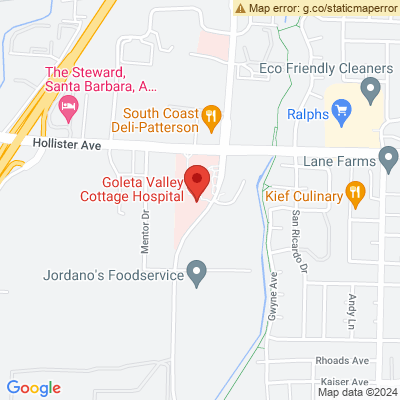 Map error: g.co/staticmaperror
Eco Friendly Cleaners
The Steward,
Santa Barbara, A...
South Coast
Deli-Patterson
Ralphs
Hollister Ave
Lane Farms
Goleta Valley
Cottage Hospital
Kief Culinary
Mentor Dr
San Ricardo Dr
Jordano's Foodservice
Gwyne Ave
Andy Ln
Rhoads Ave
Kaiser Ave
Google
Map data ©2024